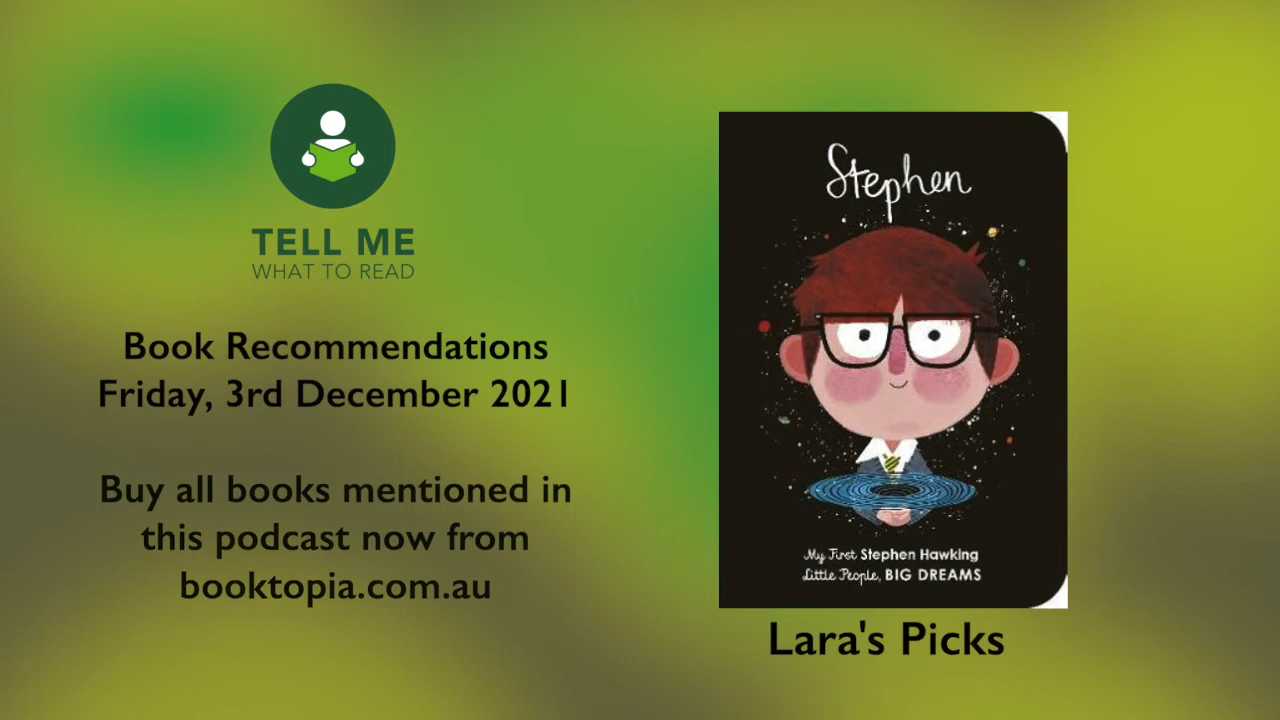 TELL ME
WHAT TO READ
Book Recommendations
Friday, 3rd December 2021
Buy all books mentioned in
this podcast now from
booktopia.com.au
Stephen
My First Stephen Hawking
Little People, BIG DREAMS
Lara's Picks